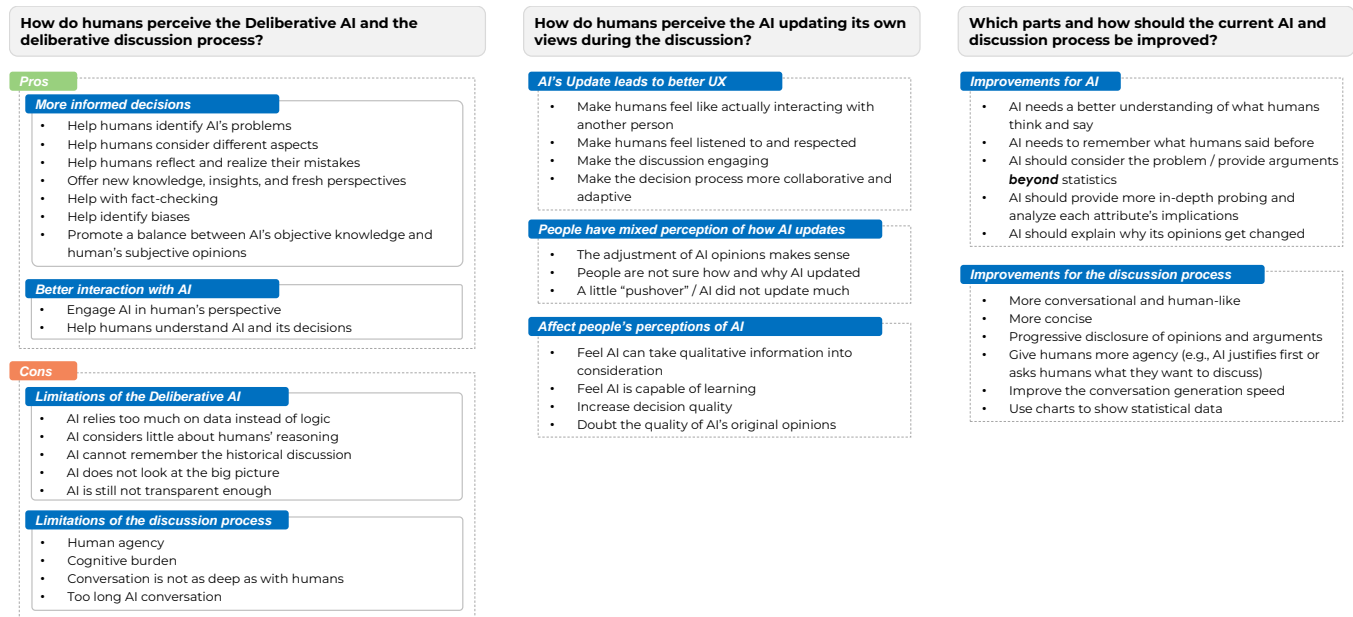 How do humans perceive the Deliberative AI and the
deliberative discussion process?
Pros
More informed decisions
• Help humans identify AI's problems
• Help humans consider different aspects
• Help humans reflect and realize their mistakes
• Offer new knowledge, insights, and fresh perspectives
• Help with fact-checking
• Help identify biases
• Promote a balance between AI's objective knowledge and
human's subjective opinions
Better interaction with AI
• Engage AI in human's perspective
• Help humans understand AI and its decisions
Cons
Limitations of the Deliberative AI
• AI relies too much on data instead of logic
• AI considers little about humans' reasoning
• AI cannot remember the historical discussion
• AI does not look at the big picture
• AI is still not transparent enough
Limitations of the discussion process
• Human agency
• Cognitive burden
• Conversation is not as deep as with humans
• Too long AI conversation
How do humans perceive the AI updating its own
views during the discussion?
AI's Update leads to better UX
• Make humans feel like actually interacting with
another person
• Make humans feel listened to and respected
• Make the discussion engaging
• Make the decision process more collaborative and
adaptive
People have mixed perception of how AI updates
• The adjustment of AI opinions makes sense
• People are not sure how and why AI updated
• A little "pushover" / AI did not update much
Affect people's perceptions of AI
• Feel AI can take qualitative information into
consideration
• Feel AI is capable of learning
• Increase decision quality
• Doubt the quality of AI's original opinions
Which parts and how should the current AI and
discussion process be improved?
Improvements for AI
• AI needs a better understanding of what humans
think and say
• AI needs to remember what humans said before
• AI should consider the problem / provide arguments
beyond statistics
• AI should provide more in-depth probing and
analyze each attribute's implications
• AI should explain why its opinions get changed
Improvements for the discussion process
• More conversational and human-like
• More concise
• Progressive disclosure of opinions and arguments
• Give humans more agency (e.g., AI justifies first or
asks humans what they want to discuss)
• Improve the conversation generation speed
• Use charts to show statistical data